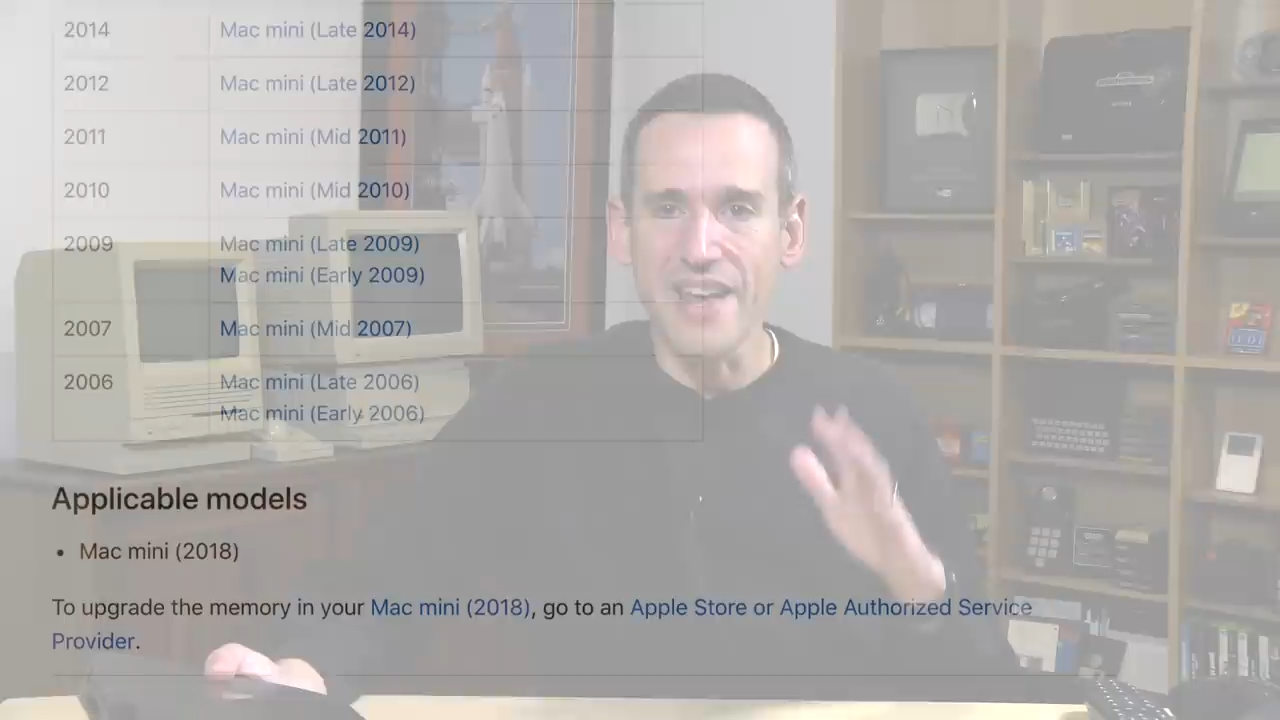 2014 Mac mini (Late 2014)
2012 Mac mini (Late 2012)
2011 Mac mini (Mid 2011)
2010 Mac mini (Mid 2010)
2009 Mac mini (Late 2009)
Mac mini (Early 2009)
2007 Mac mini (Mid 2007)
2006 Mac mini (Late 2006)
Mac mini (Early 2006)
Applicable models
• Mac mini (2018)
To upgrade the memory in your Mac mini (2018), go to an Apple Store or Apple Authorized Service
Provider.